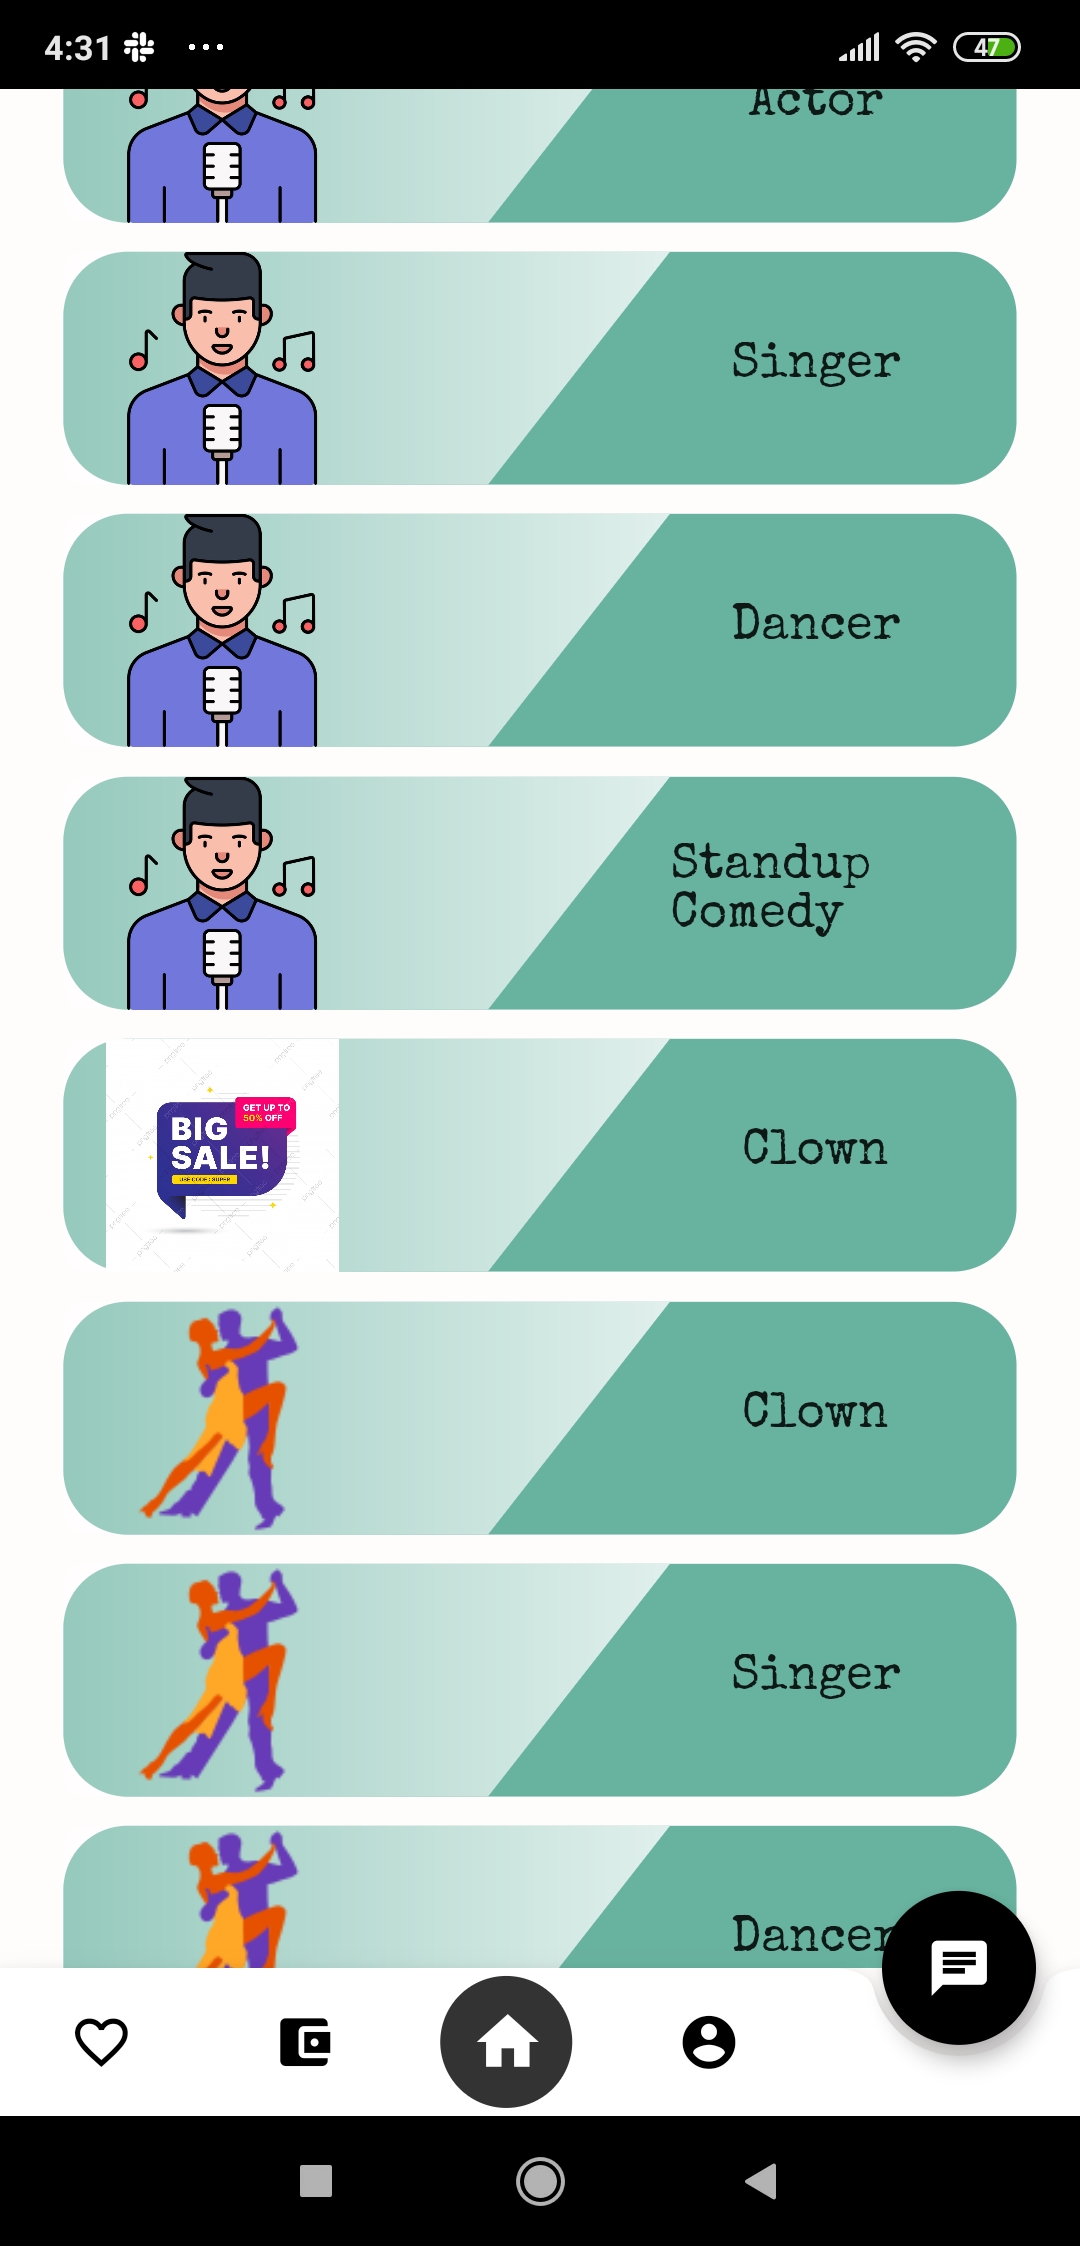 4:31
47
Actor
Singer
Dancer
Standup
Comedy
GET UP TO
50% OFF
BIG
SALE!
USE CODE: SUPER
Clown
Clown
Singer
Dancer